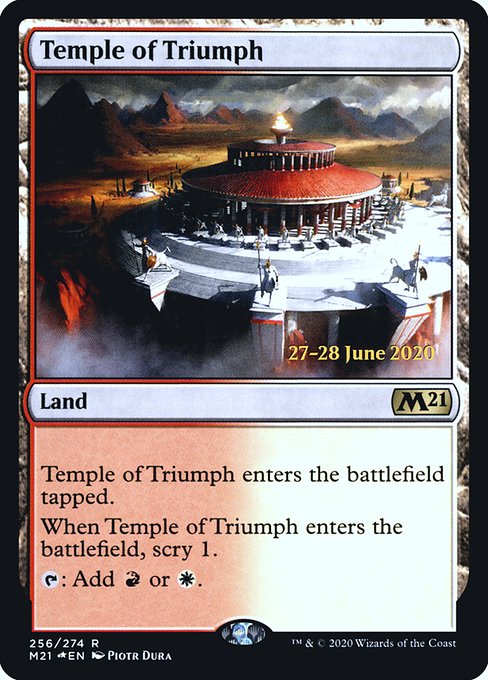 Temple of Triumph
27–28 June 2020
Land
M21
Temple of Triumph enters the battlefield
tapped.
When Temple of Triumph enters the
battlefield, scry 1.
: Add or .
256/274 R
M21 ★ EN Piotr Dura
™ & © 2020 Wizards of the Coast